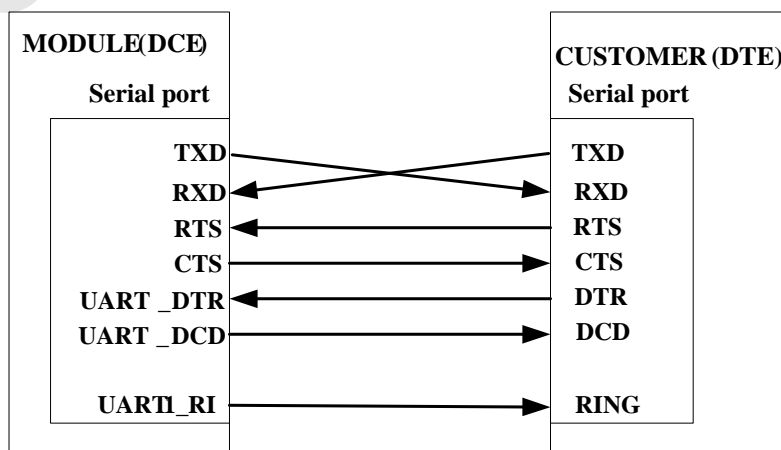 MODULE(DCE)
Serial port
TXD
RXD
RTS
CTS
UART _DTR
UART _DCD
UART1_RI
CUSTOMER (DTE)
Serial port
TXD
RXD
RTS
CTS
DTR
DCD
RING